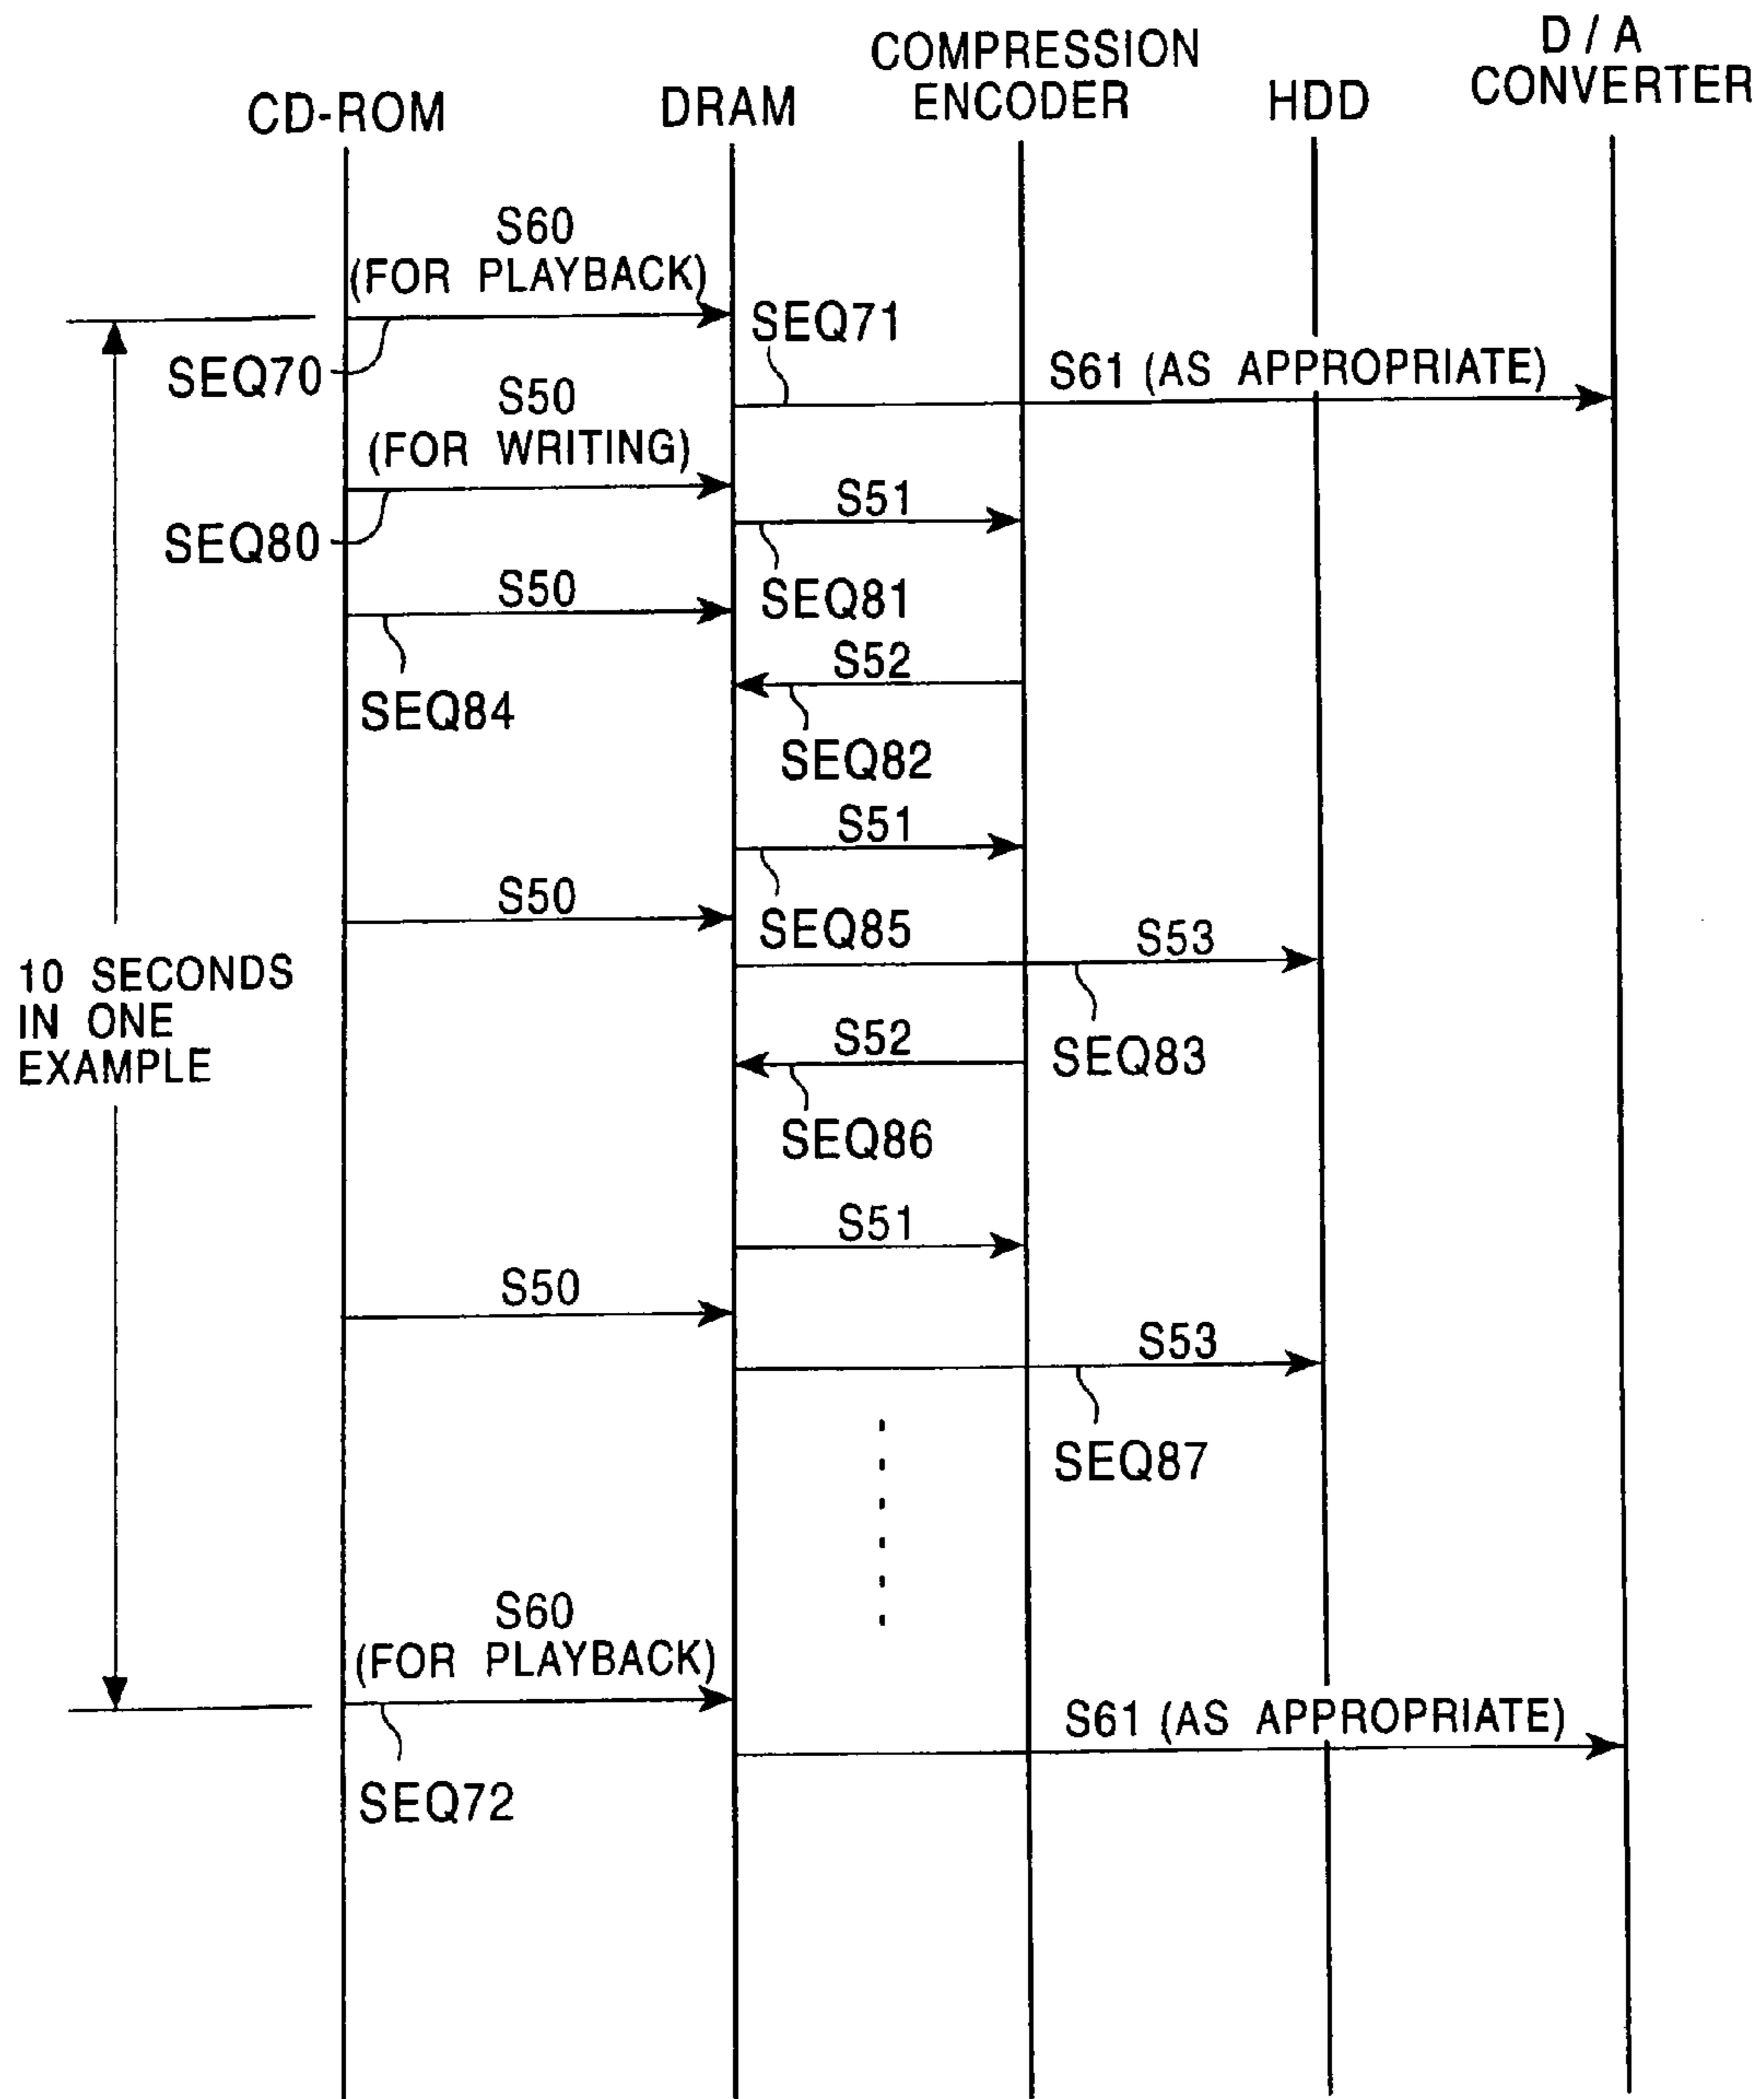 CD-ROM
DRAM
COMPRESSION
ENCODER
HDD
D / A
CONVERTER
S60
(FOR PLAYBACK)
SEQ70
SEQ71
S61 (AS APPROPRIATE)
S50
(FOR WRITING)
SEQ80
S51
SEQ81
S50
SEQ84
S52
SEQ82
S51
SEQ85
S50
S53
SEQ83
10 SECONDS
IN ONE
EXAMPLE
S52
SEQ86
S51
S50
S53
SEQ87
S60
(FOR PLAYBACK)
SEQ72
S61 (AS APPROPRIATE)